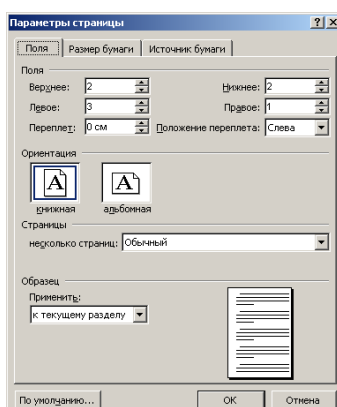 Параметры страницы
Поля Размер бумаги Источник бумаги
Поля
Верхнее: 2 Нижнее: 2
Левое: 3 Правое: 1
Переплет: 0 см Положение переплета: Слева
Ориентация
A A
книжная альбомная
Страницы
несколько страниц: Обычный
Образец
Применить:
к текущему разделу
По умолчанию... ОК Отмена